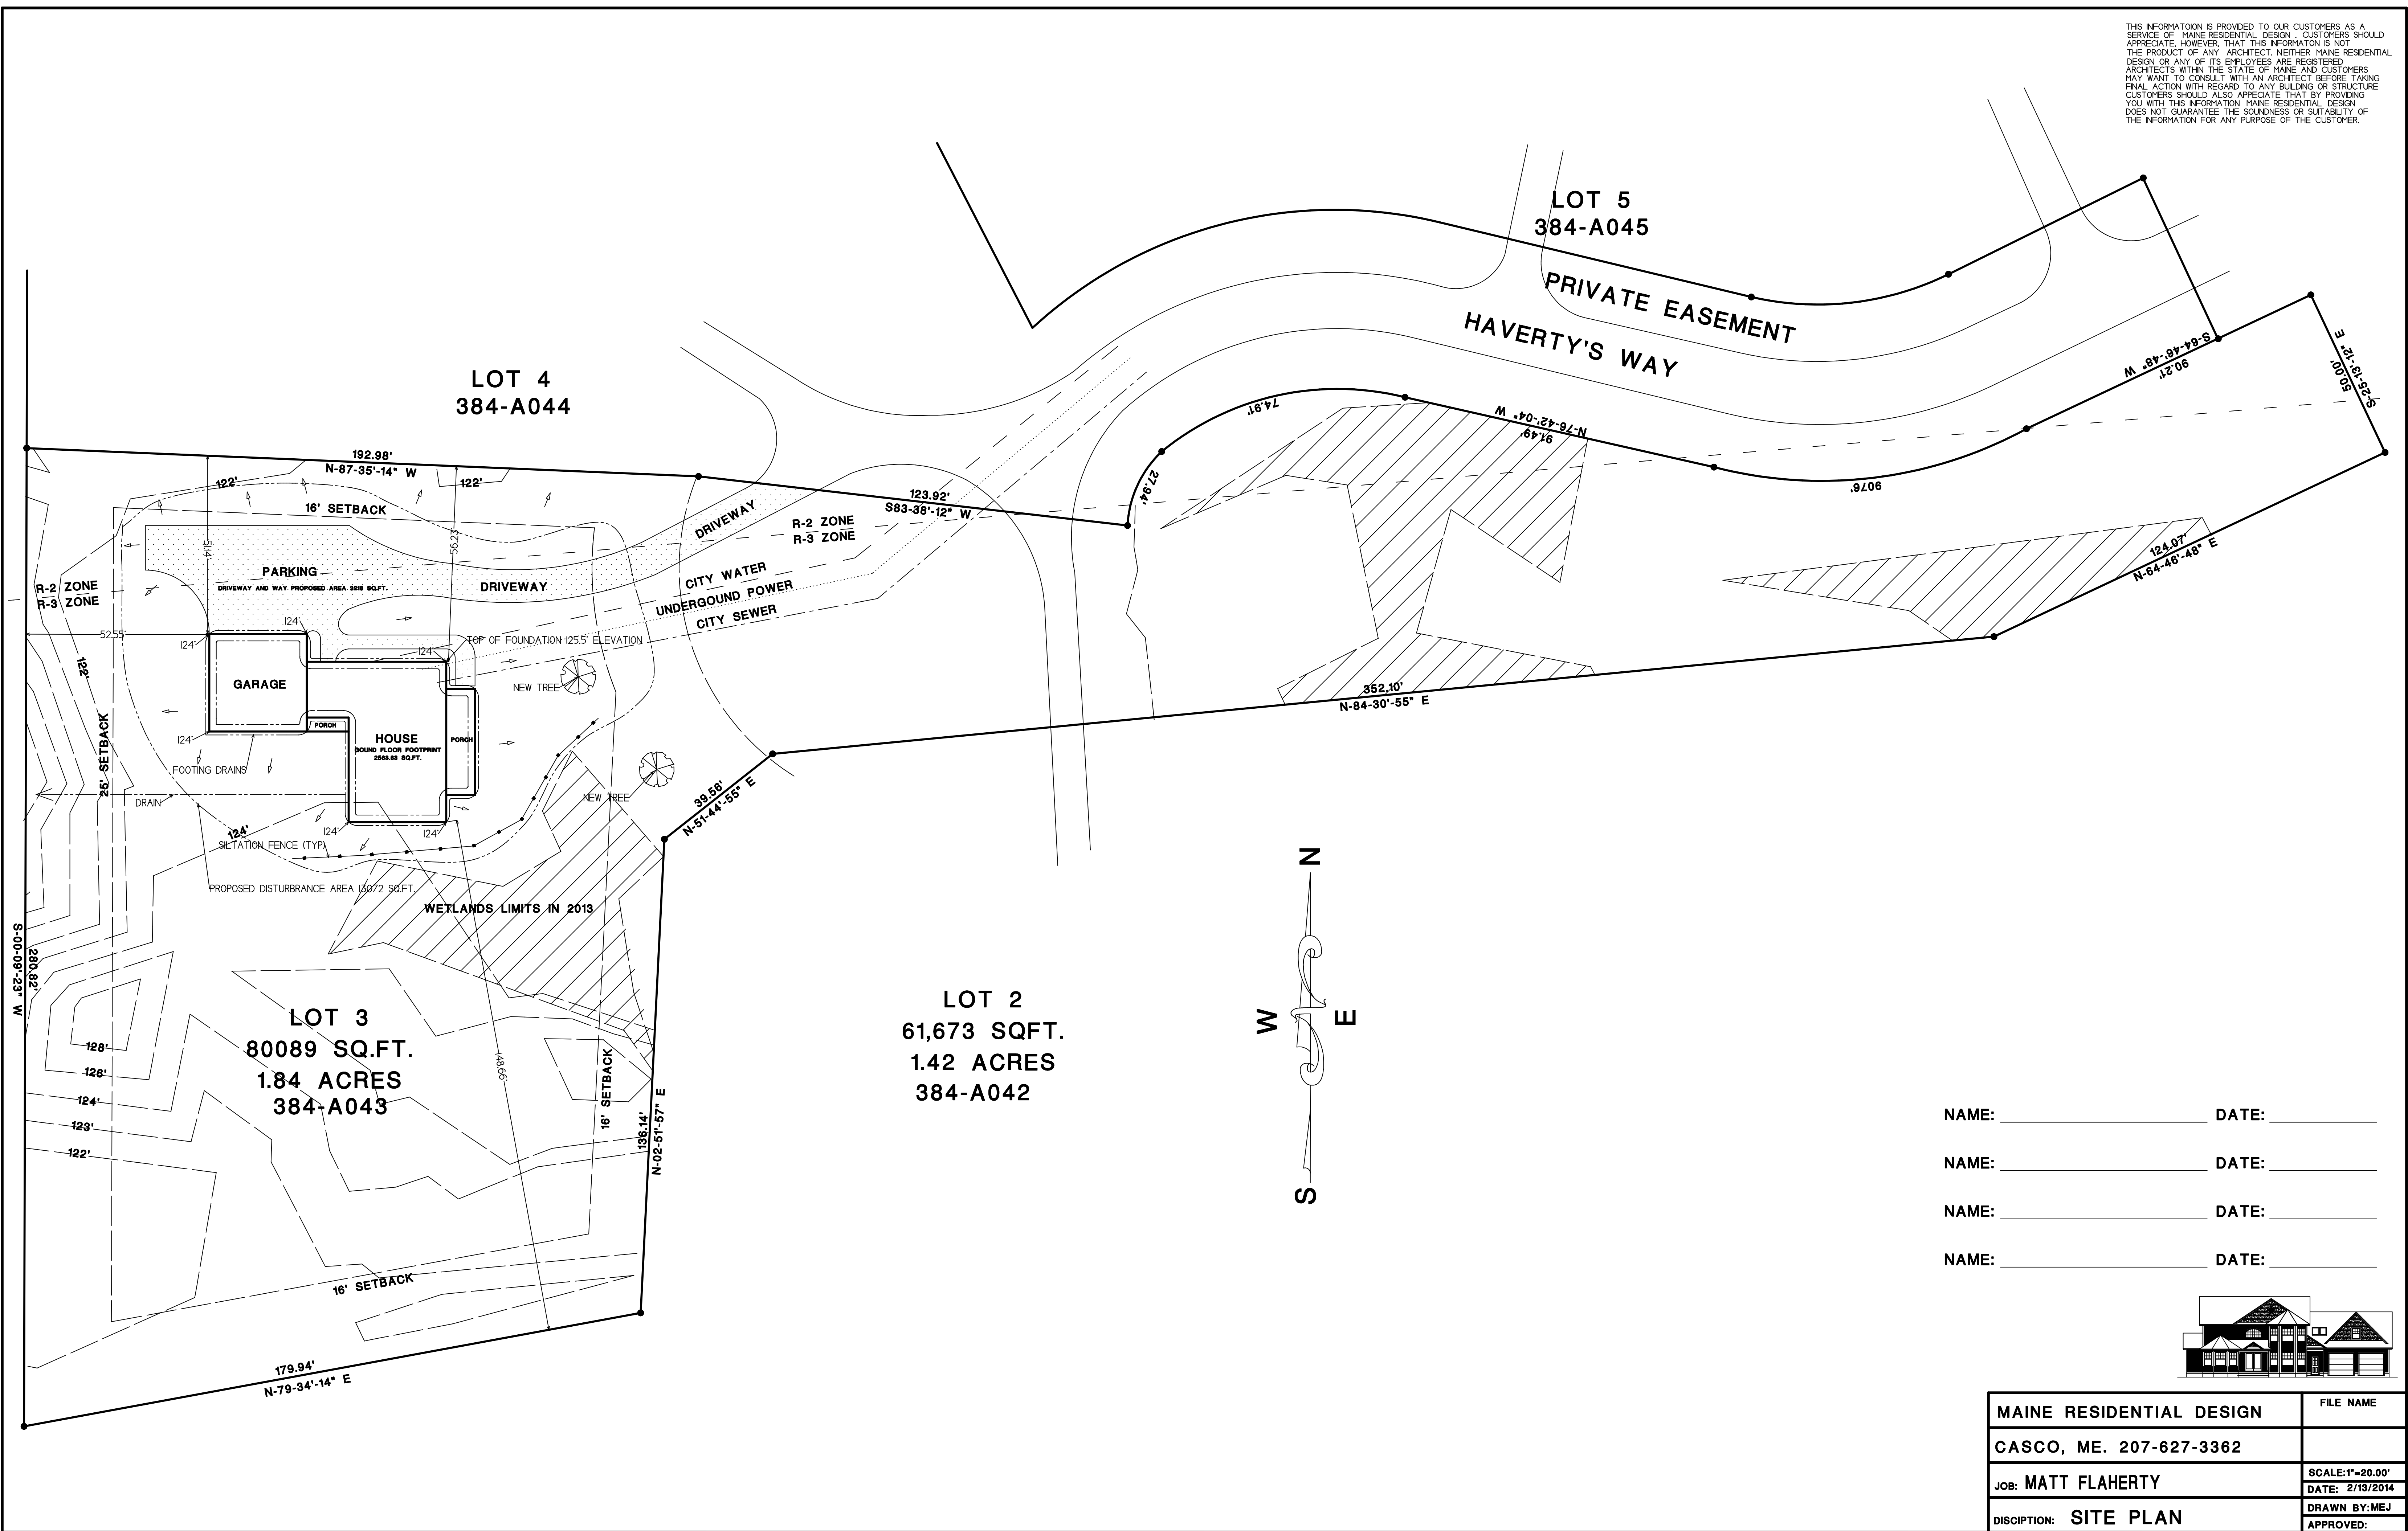 THIS INFORMATOION IS PROVIDED TO OUR CUSTOMERS AS A
SERVICE OF MAINE RESIDENTIAL DESIGN . CUSTOMERS SHOULD
APPRECIATE, HOWEVER, THAT THIS INFORMATON IS NOT
THE PRODUCT OF ANY ARCHITECT. NEITHER MAINE RESIDENTIAL
DESIGN OR ANY OF ITS EMPLOYEES ARE REGISTERED
ARCHITECTS WITHIN THE STATE OF MAINE AND CUSTOMERS
MAY WANT TO CONSULT WITH AN ARCHITECT BEFORE TAKING
FINAL ACTION WITH REGARD TO ANY BUILDING OR STRUCTURE
CUSTOMERS SHOULD ALSO APPECIATE THAT BY PROVIDING
YOU WITH THIS INFORMATION MAINE RESIDENTIAL DESIGN
DOES NOT GUARANTEE THE SOUNDNESS OR SUITABILITY OF
THE INFORMATION FOR ANY PURPOSE OF THE CUSTOMER.
LOT 5
384-A045
PRIVATE EASEMENT
HAVERTY'S WAY
S-64-46'-48" W
90.21'
S-25-13'-12" E
50.00'
LOT 4
384-A044
74.91'
N-76-42'-04" W
91.49'
27.94'
9076'
192.98'
N-87-35'-14" W
122'
122'
16' SETBACK
123.92'
S83-38'-12" W
DRIVEWAY
R-2 ZONE
R-3 ZONE
51.14'
56.23'
124.07'
N-64-46'-48" E
PARKING
DRIVEWAY AND WAY PROPOSED AREA 3218 SQ.FT.
DRIVEWAY
CITY WATER
UNDERGOUND POWER
CITY SEWER
R-2 ZONE
R-3 ZONE
52.55'
124'
124'
124'
TOP OF FOUNDATION 125.5' ELEVATION
122'
GARAGE
NEW TREE
352.10'
N-84-30'-55" E
PORCH
HOUSE
GOUND FLOOR FOOTPRINT
2563.63 SQ.FT.
PORCH
124'
25' SETBACK
FOOTING DRAINS
DRAIN
NEW TREE
39.56'
N-51-44'-55" E
124'
124'
124'
SILTATION FENCE (TYP)
PROPOSED DISTURBRANCE AREA 13072 SQ.FT.
WETLANDS LIMITS IN 2013
S-00-09'-23" W
280.82'
N
W
E
S
LOT 3
80089 SQ.FT.
1.84 ACRES
384-A043
LOT 2
61,673 SQFT.
1.42 ACRES
384-A042
128'
126'
124'
123'
122'
148.66'
16' SETBACK
136.14'
N-02-51'-57" E
16' SETBACK
179.94'
N-79-34'-14" E
NAME: DATE:
NAME: DATE:
NAME: DATE:
NAME: DATE:
MAINE RESIDENTIAL DESIGN
FILE NAME
CASCO, ME. 207-627-3362
JOB: MATT FLAHERTY
SCALE:1"=20.00'
DATE: 2/13/2014
DISCIPTION: SITE PLAN
DRAWN BY:MEJ
APPROVED: